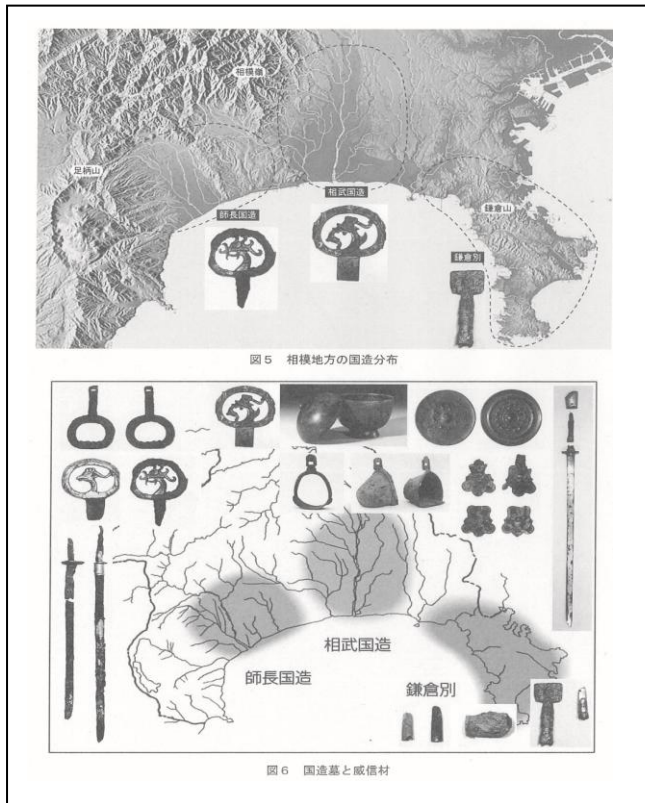 相模嶺
足柄山
相武国造
師長国造
鎌倉山
鎌倉別
図5 相模地方の国造分布
相武国造
師長国造
鎌倉別
図6 国造墓と威信材